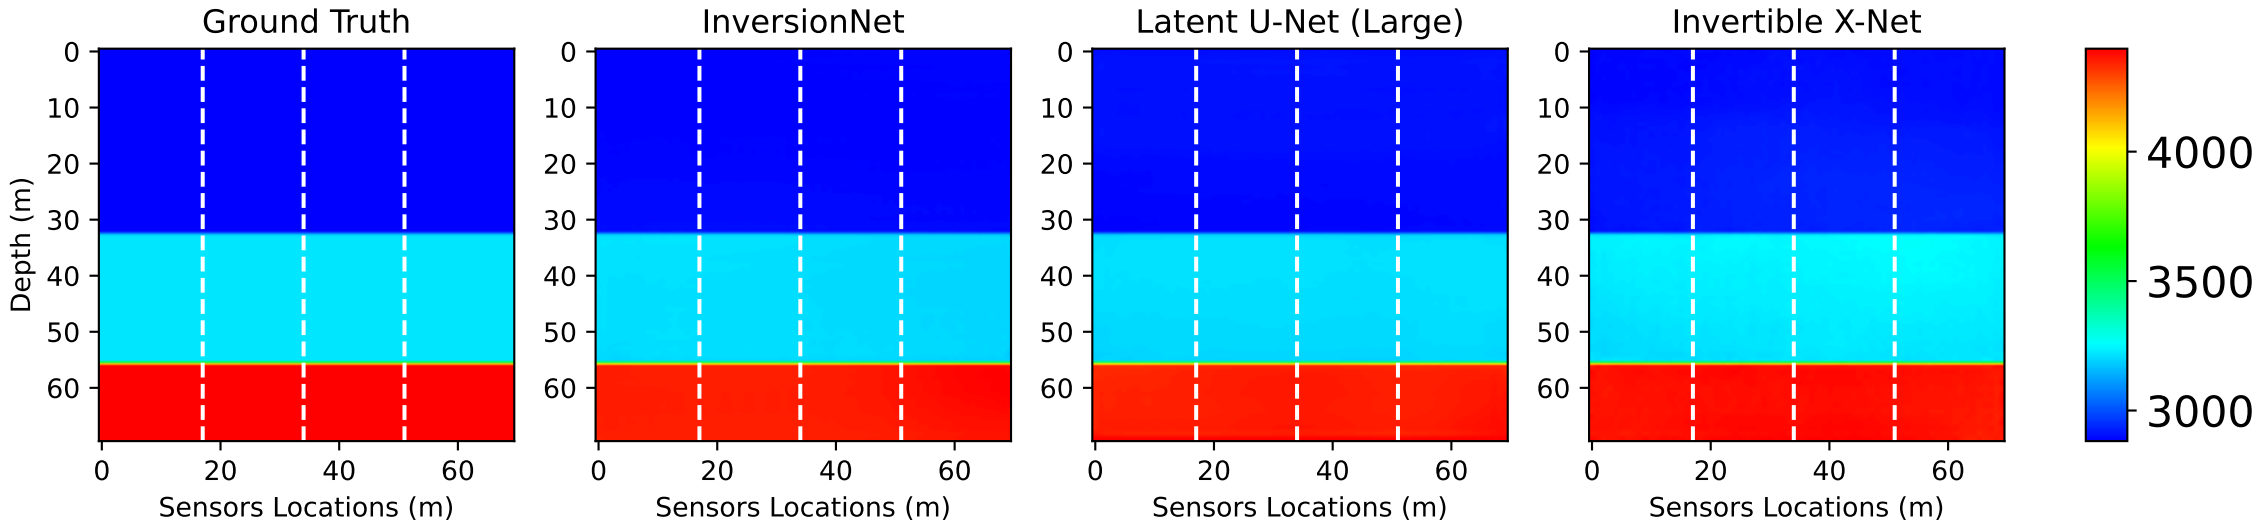 Ground Truth
InversionNet
Latent U-Net (Large)
Invertible X-Net
Depth (m)
0
10
20
30
40
50
60
0 20 40 60
Sensors Locations (m)
0
10
20
30
40
50
60
0 20 40 60
Sensors Locations (m)
0
10
20
30
40
50
60
0 20 40 60
Sensors Locations (m)
0
10
20
30
40
50
60
0 20 40 60
Sensors Locations (m)
4000
3500
3000